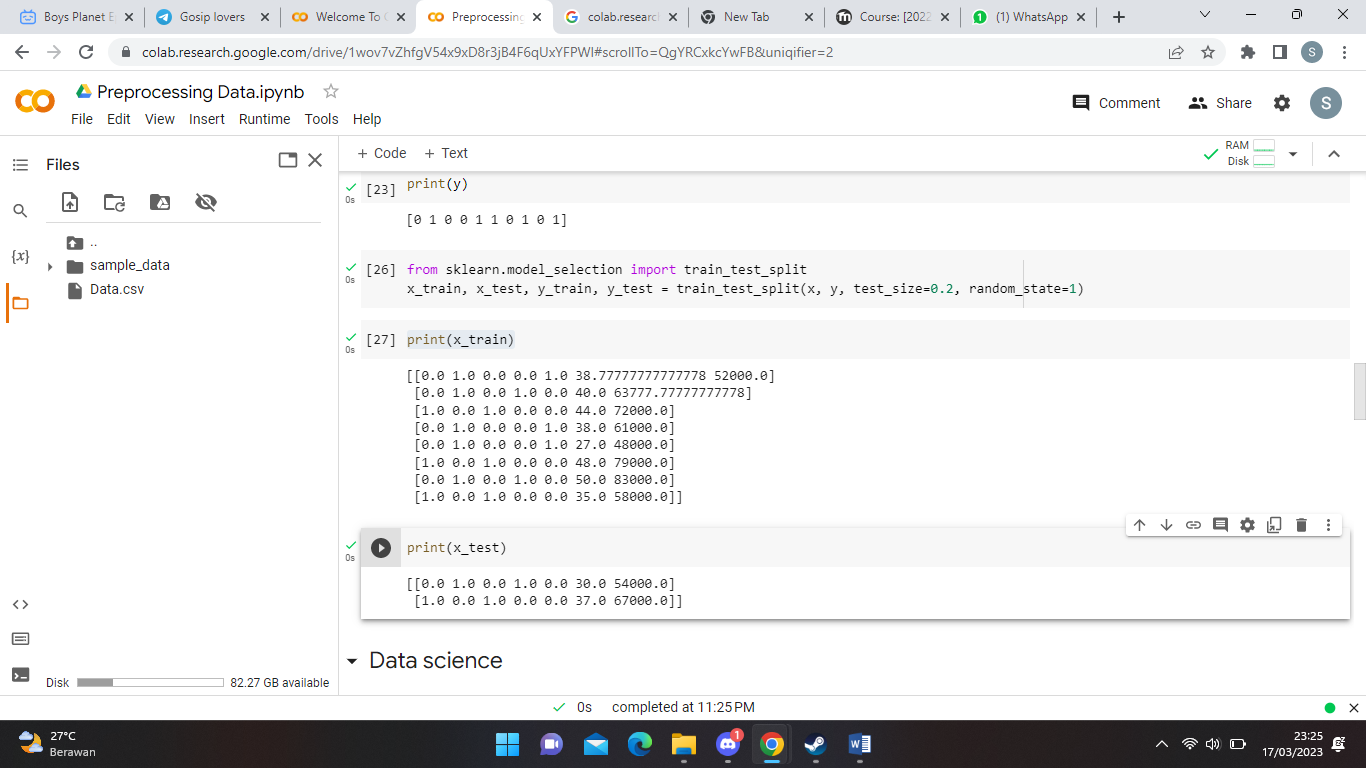 Boys Planet E
Gosip lovers
Welcome To C
Preprocessing
colab.research
New Tab
Course: [2022
(1) WhatsApp
colab.research.google.com/drive/1wov7vZhfgV54x9xD8r3jB4F6qUxYFPWl#scrollTo=QgYRCxkcYwFB&uniqifier=2
S
Preprocessing Data.ipynb
File Edit View Insert Runtime Tools Help
Comment
Share
S
Files
+ Code + Text
RAM
Disk
{x}
..
sample_data
Data.csv
[23] print(y)
0s
[0 1 0 0 1 1 0 1 0 1]
[26] from sklearn.model_selection import train_test_split
0s
x_train, x_test, y_train, y_test = train_test_split(x, y, test_size=0.2, random_state=1)
[27] print(x_train)
0s
[[0.0 1.0 0.0 0.0 1.0 38.77777777777778 52000.0]
[0.0 1.0 0.0 1.0 0.0 40.0 63777.77777777778]
[1.0 0.0 1.0 0.0 0.0 44.0 72000.0]
[0.0 1.0 0.0 0.0 1.0 38.0 61000.0]
[0.0 1.0 0.0 0.0 1.0 27.0 48000.0]
[1.0 0.0 1.0 0.0 0.0 48.0 79000.0]
[0.0 1.0 0.0 1.0 0.0 50.0 83000.0]
[1.0 0.0 1.0 0.0 0.0 35.0 58000.0]]
print(x_test)
0s
[[0.0 1.0 0.0 1.0 0.0 30.0 54000.0]
[1.0 0.0 1.0 0.0 0.0 37.0 67000.0]]
Data science
Disk 82.27 GB available
0s completed at 11:25 PM
27°C
Berawan
1
23:25
17/03/2023